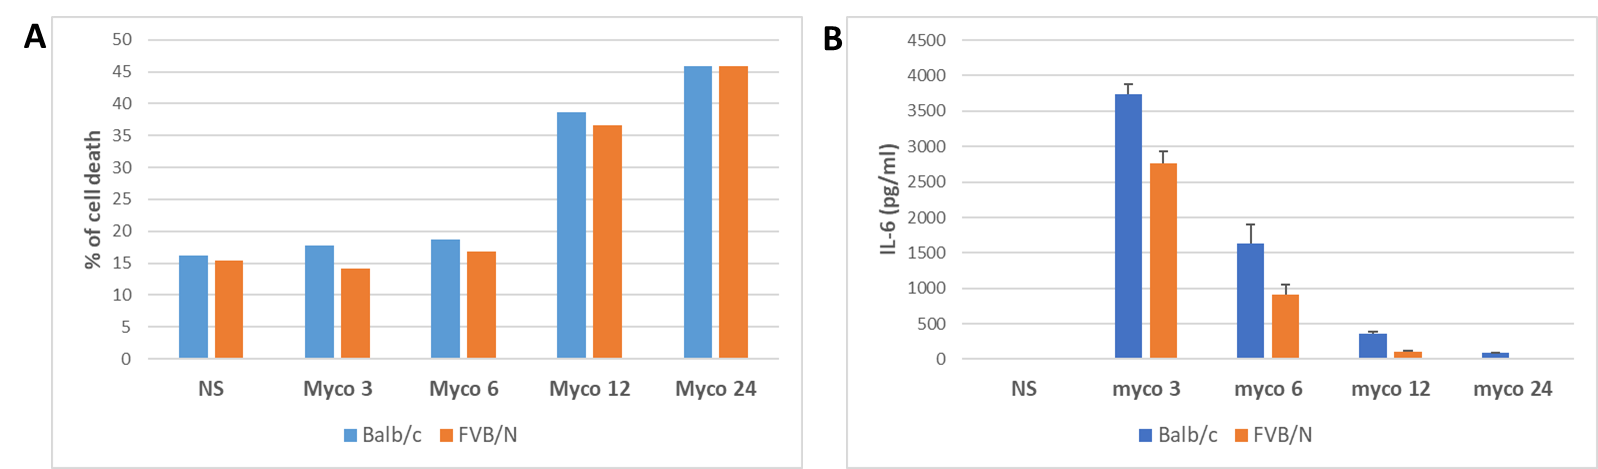 A
% of cell death
50
45
40
35
30
25
20
15
10
5
0
NS Myco 3 Myco 6 Myco 12 Myco 24
Balb/c FVB/N
B
IL-6 (pg/ml)
4500
4000
3500
3000
2500
2000
1500
1000
500
0
NS myco 3 myco 6 myco 12 myco 24
Balb/c FVB/N